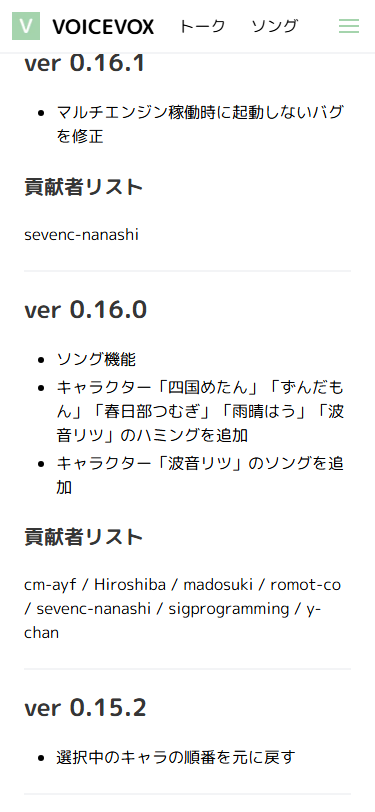 V VOICEVOX トーク ソング
ver 0.16.1
マルチエンジン稼働時に起動しないバグ
を修正
貢献者リスト
sevenc-nanashi
ver 0.16.0
ソング機能
キャラクター「四国めたん」「ずんだも
ん」「春日部つむぎ」「雨晴はう」「波
音リツ」のハミングを追加
キャラクター「波音リツ」のソングを追
加
貢献者リスト
cm-ayf / Hiroshiba / madosuki / romot-co
/ sevenc-nanashi / sigprogramming / y-
chan
ver 0.15.2
選択中のキャラの順番を元に戻す